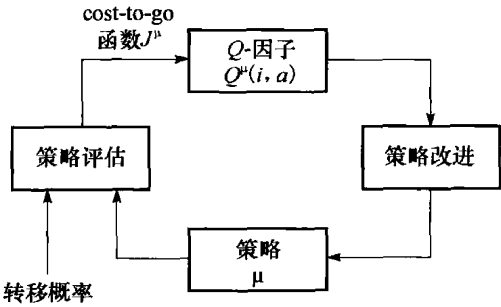 cost-to-go
函数J^μ
Q-因子
Q^μ(i, a)
策略评估
策略改进
策略
μ
转移概率